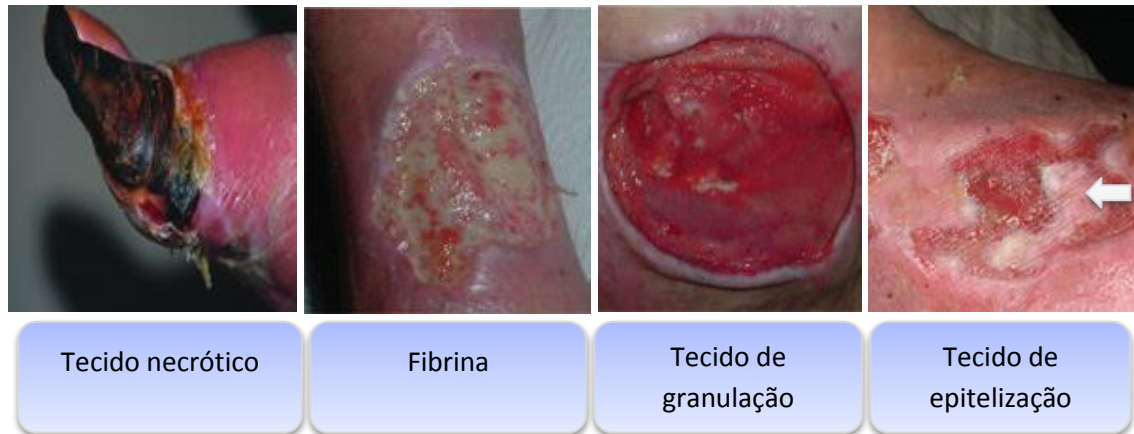 Tecido necrótico
Fibrina
Tecido de
granulação
Tecido de
epitelização